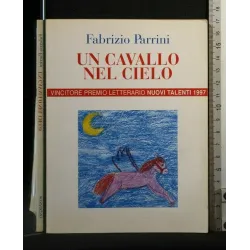 Fabrizio Parrini
UN CAVALLO
NEL CIELO
VINCITORE PREMIO LETTERARIO NUOVI TALENTI 1997